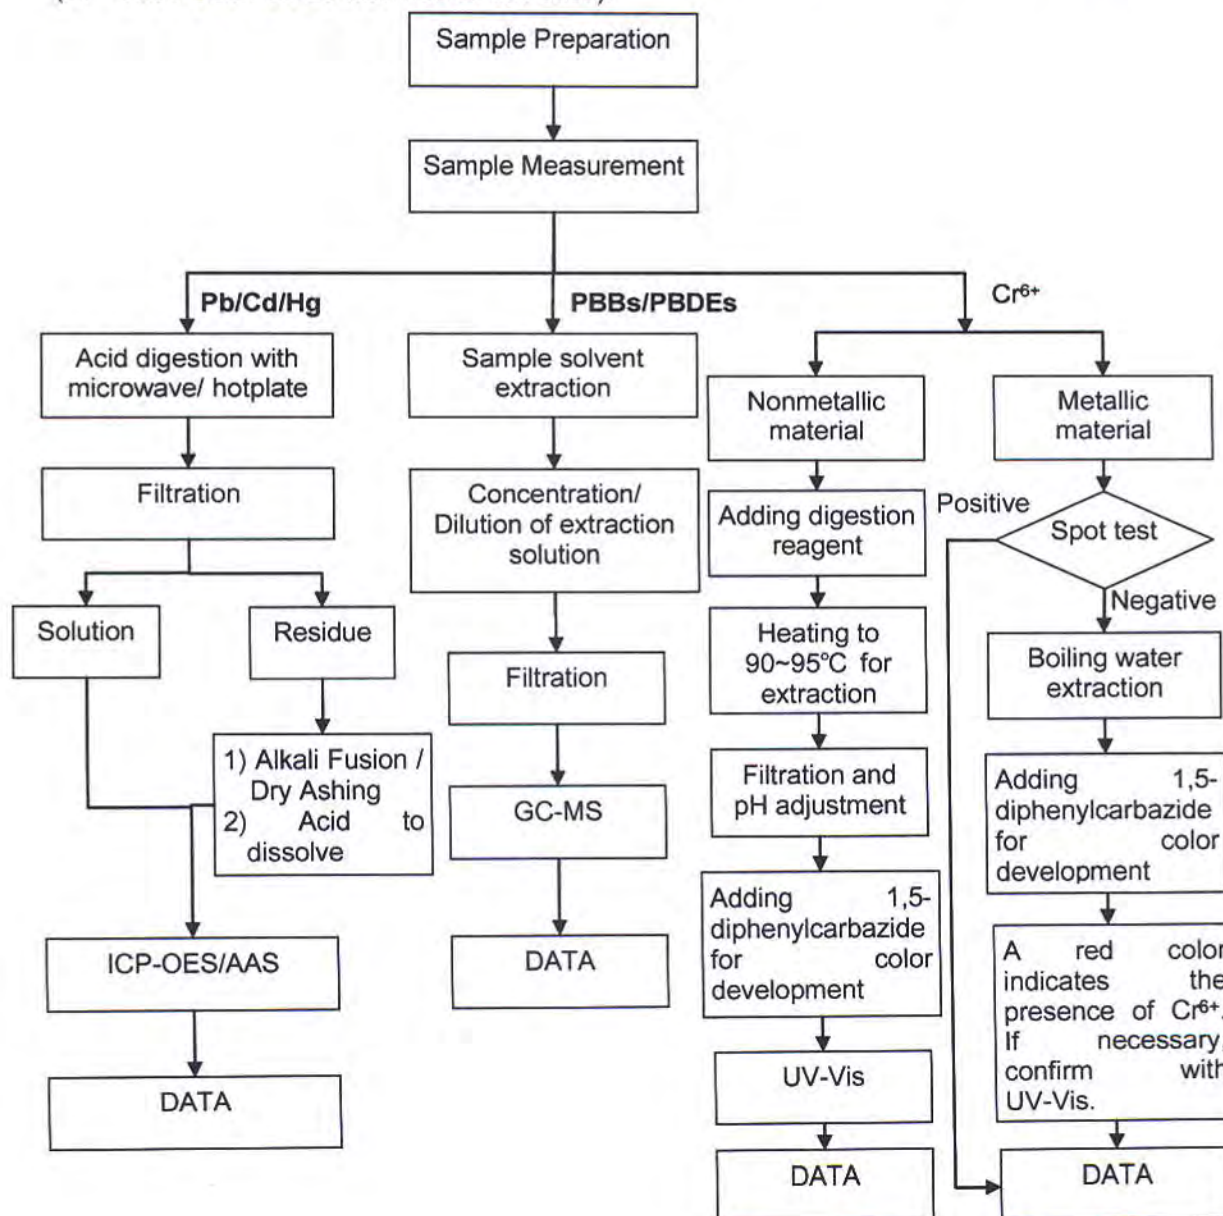 Sample Preparation
Sample Measurement
Pb/Cd/Hg
PBBs/PBDEs
Cr⁶⁺
Acid digestion with
microwave/ hotplate
Filtration
Solution
Residue
1) Alkali Fusion /
Dry Ashing
2) Acid to
dissolve
ICP-OES/AAS
DATA
Sample solvent
extraction
Concentration/
Dilution of extraction
solution
Filtration
GC-MS
DATA
Nonmetallic
material
Adding digestion
reagent
Heating to
90~95℃ for
extraction
Filtration and
pH adjustment
Adding 1,5-
diphenylcarbazide
for color
development
UV-Vis
DATA
Metallic
material
Spot test
Positive
Negative
Boiling water
extraction
Adding 1,5-
diphenylcarbazide
for color
development
A red color
indicates the
presence of Cr⁶⁺.
If necessary,
confirm with
UV-Vis.
DATA